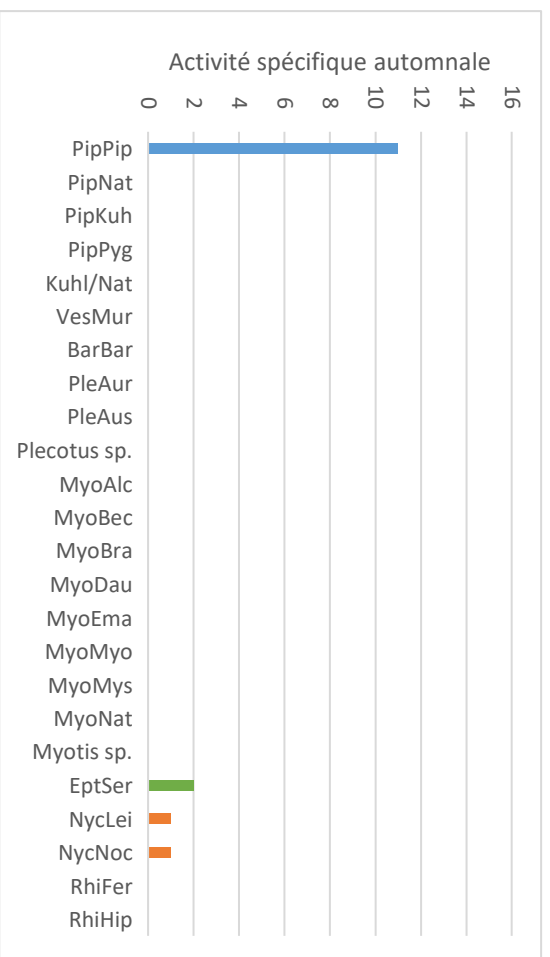 Activité spécifique automnale
0 2 4 6 8 10 12 14 16
PipPip
PipNat
PipKuh
PipPyg
Kuhl/Nat
VesMur
BarBar
PleAur
PleAus
Plecotus sp.
MyoAlc
MyoBec
MyoBra
MyoDau
MyoEma
MyoMyo
MyoMys
MyoNat
Myotis sp.
EptSer
NycLei
NycNoc
RhiFer
RhiHip